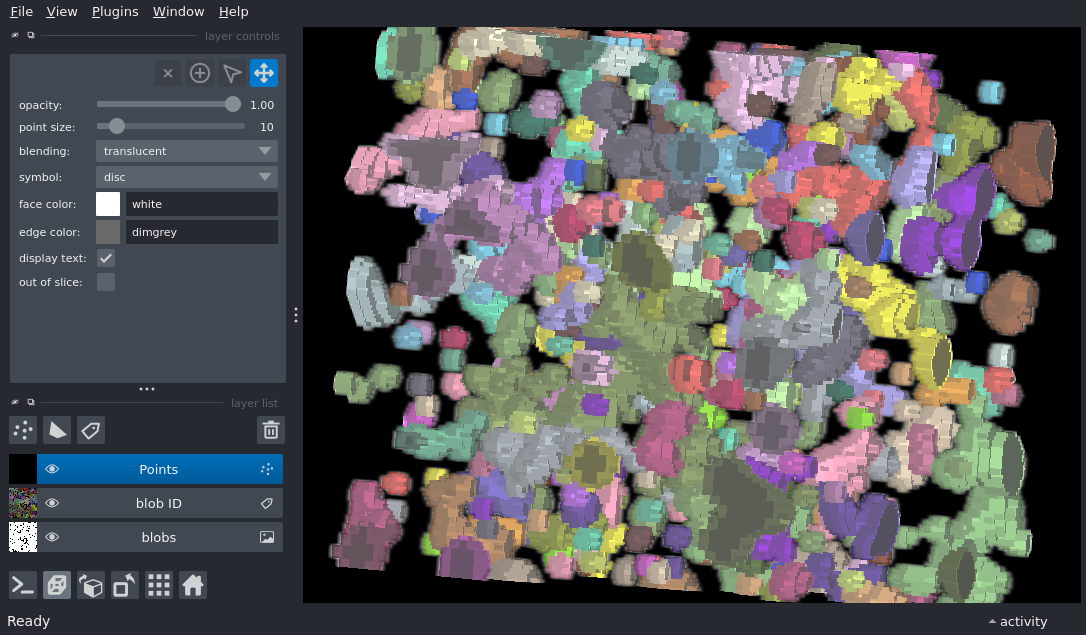 File View Plugins Window Help
layer controls
opacity: 1.00
point size: 10
blending: translucent
symbol: disc
face color: white
edge color: dimgrey
display text:
out of slice:
layer list
Points
blob ID
blobs
Ready
activity